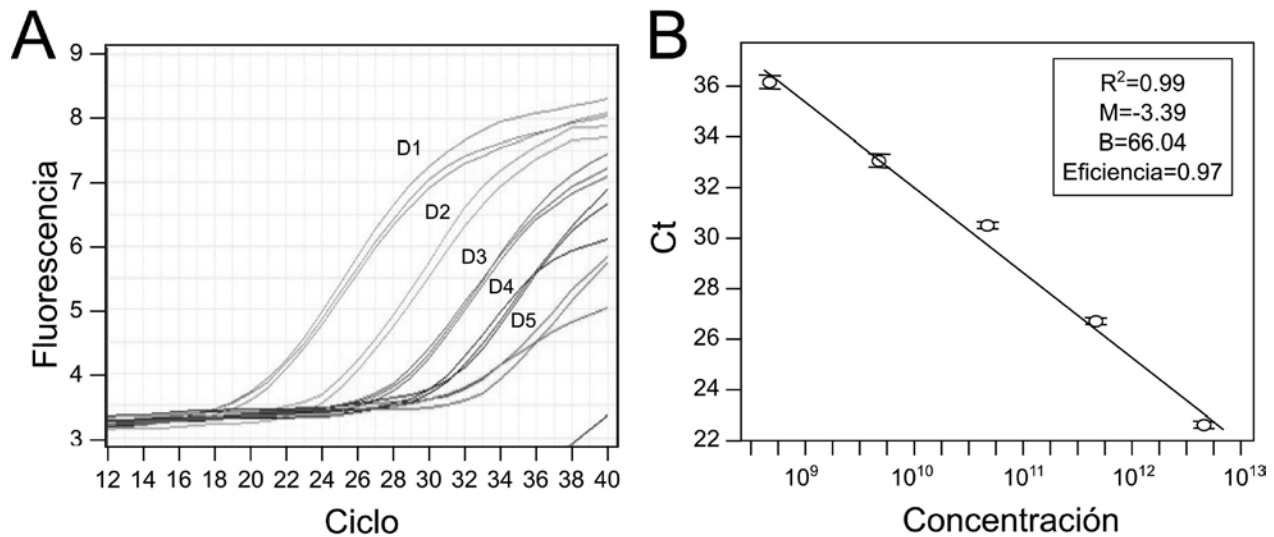 A
9
8
7
6
5
4
3
Fluorescencia
D1
D2
D3
D4
D5
12 14 16 18 20 22 24 26 28 30 32 34 36 38 40
Ciclo
B
36
34
32
30
28
26
24
22
Ct
R²=0.99
M=-3.39
B=66.04
Eficiencia=0.97
10⁹ 10¹⁰ 10¹¹ 10¹² 10¹³
Concentración